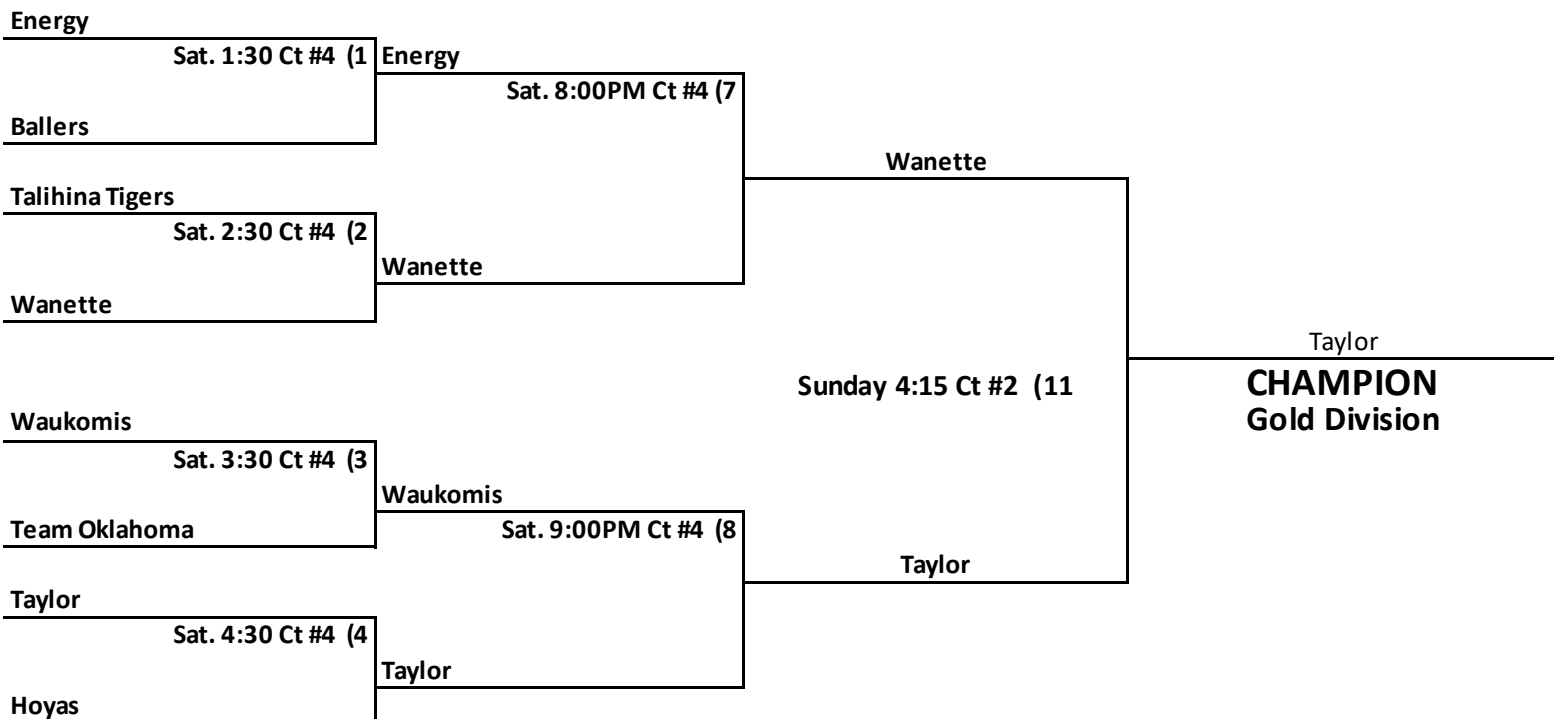 Energy
Sat. 1:30 Ct #4 (1
Energy
Sat. 8:00PM Ct #4 (7
Ballers
Wanette
Talihina Tigers
Sat. 2:30 Ct #4 (2
Wanette
Wanette
Taylor
Sunday 4:15 Ct #2 (11
CHAMPION
Gold Division
Waukomis
Sat. 3:30 Ct #4 (3
Waukomis
Team Oklahoma
Sat. 9:00PM Ct #4 (8
Taylor
Taylor
Sat. 4:30 Ct #4 (4
Taylor
Hoyas